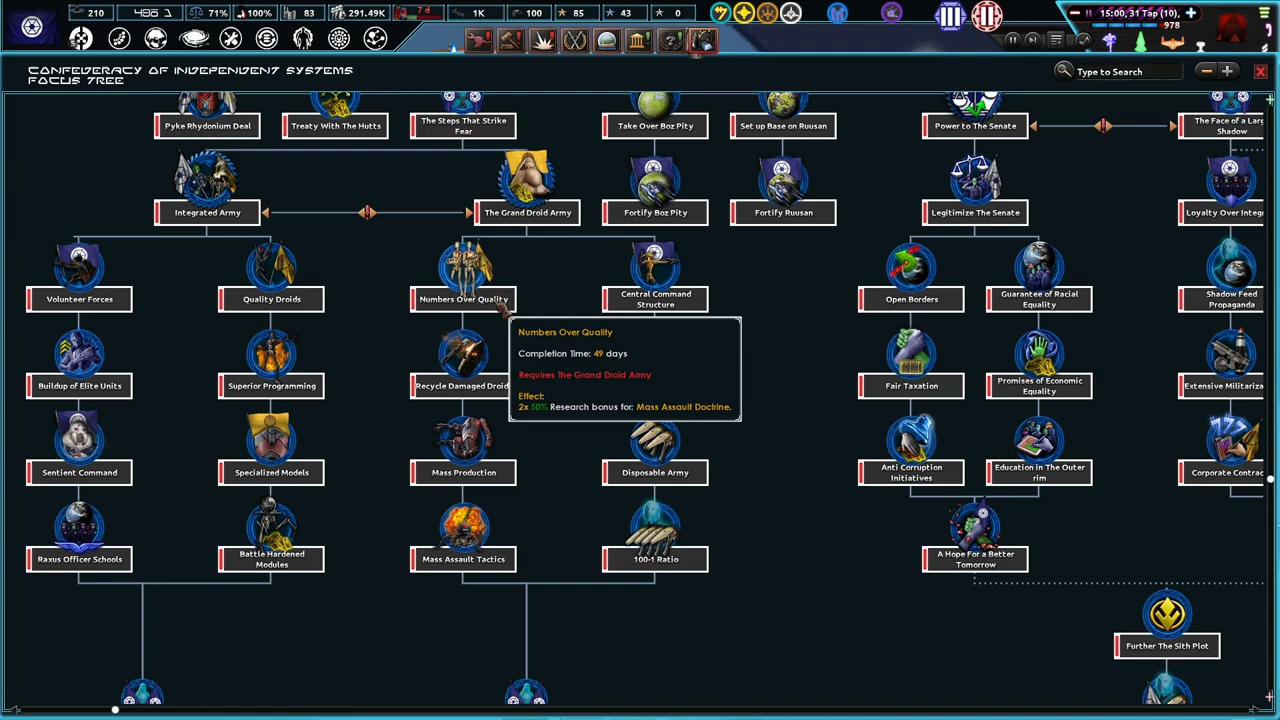 210
71%
100%
83
291.49K
7 d
1K
100
85
43
0
15:00, 31 Tap (10),
978
Confederacy of Independent Systems
Focus Tree
Type to Search
Pyke Rhydonium Deal
Treaty With The Hutts
The Steps That Strike
Fear
Take Over Boz Pity
Set up Base on Ruusan
Power to The Senate
The Face of a Larg
Shadow
Integrated Army
The Grand Droid Army
Fortify Boz Pity
Fortify Ruusan
Legitimize The Senate
Loyalty Over Integ
Volunteer Forces
Quality Droids
Numbers Over Quality
Central Command
Structure
Open Borders
Guarantee of Racial
Equality
Shadow Feed
Propaganda
Numbers Over Quality
Completion Time: 49 days
Requires The Grand Droid Army
Effect:
2x 50% Research bonus for: Mass Assault Doctrine.
Buildup of Elite Units
Superior Programming
Recycle Damaged Droid
Fair Taxation
Promises of Economic
Equality
Extensive Militariza
Sentient Command
Specialized Models
Mass Production
Disposable Army
Anti Corruption
Initiatives
Education in The Outer
rim
Corporate Contrac
Raxus Officer Schools
Battle Hardened
Modules
Mass Assault Tactics
100-1 Ratio
A Hope For a Better
Tomorrow
Further The Sith Plot